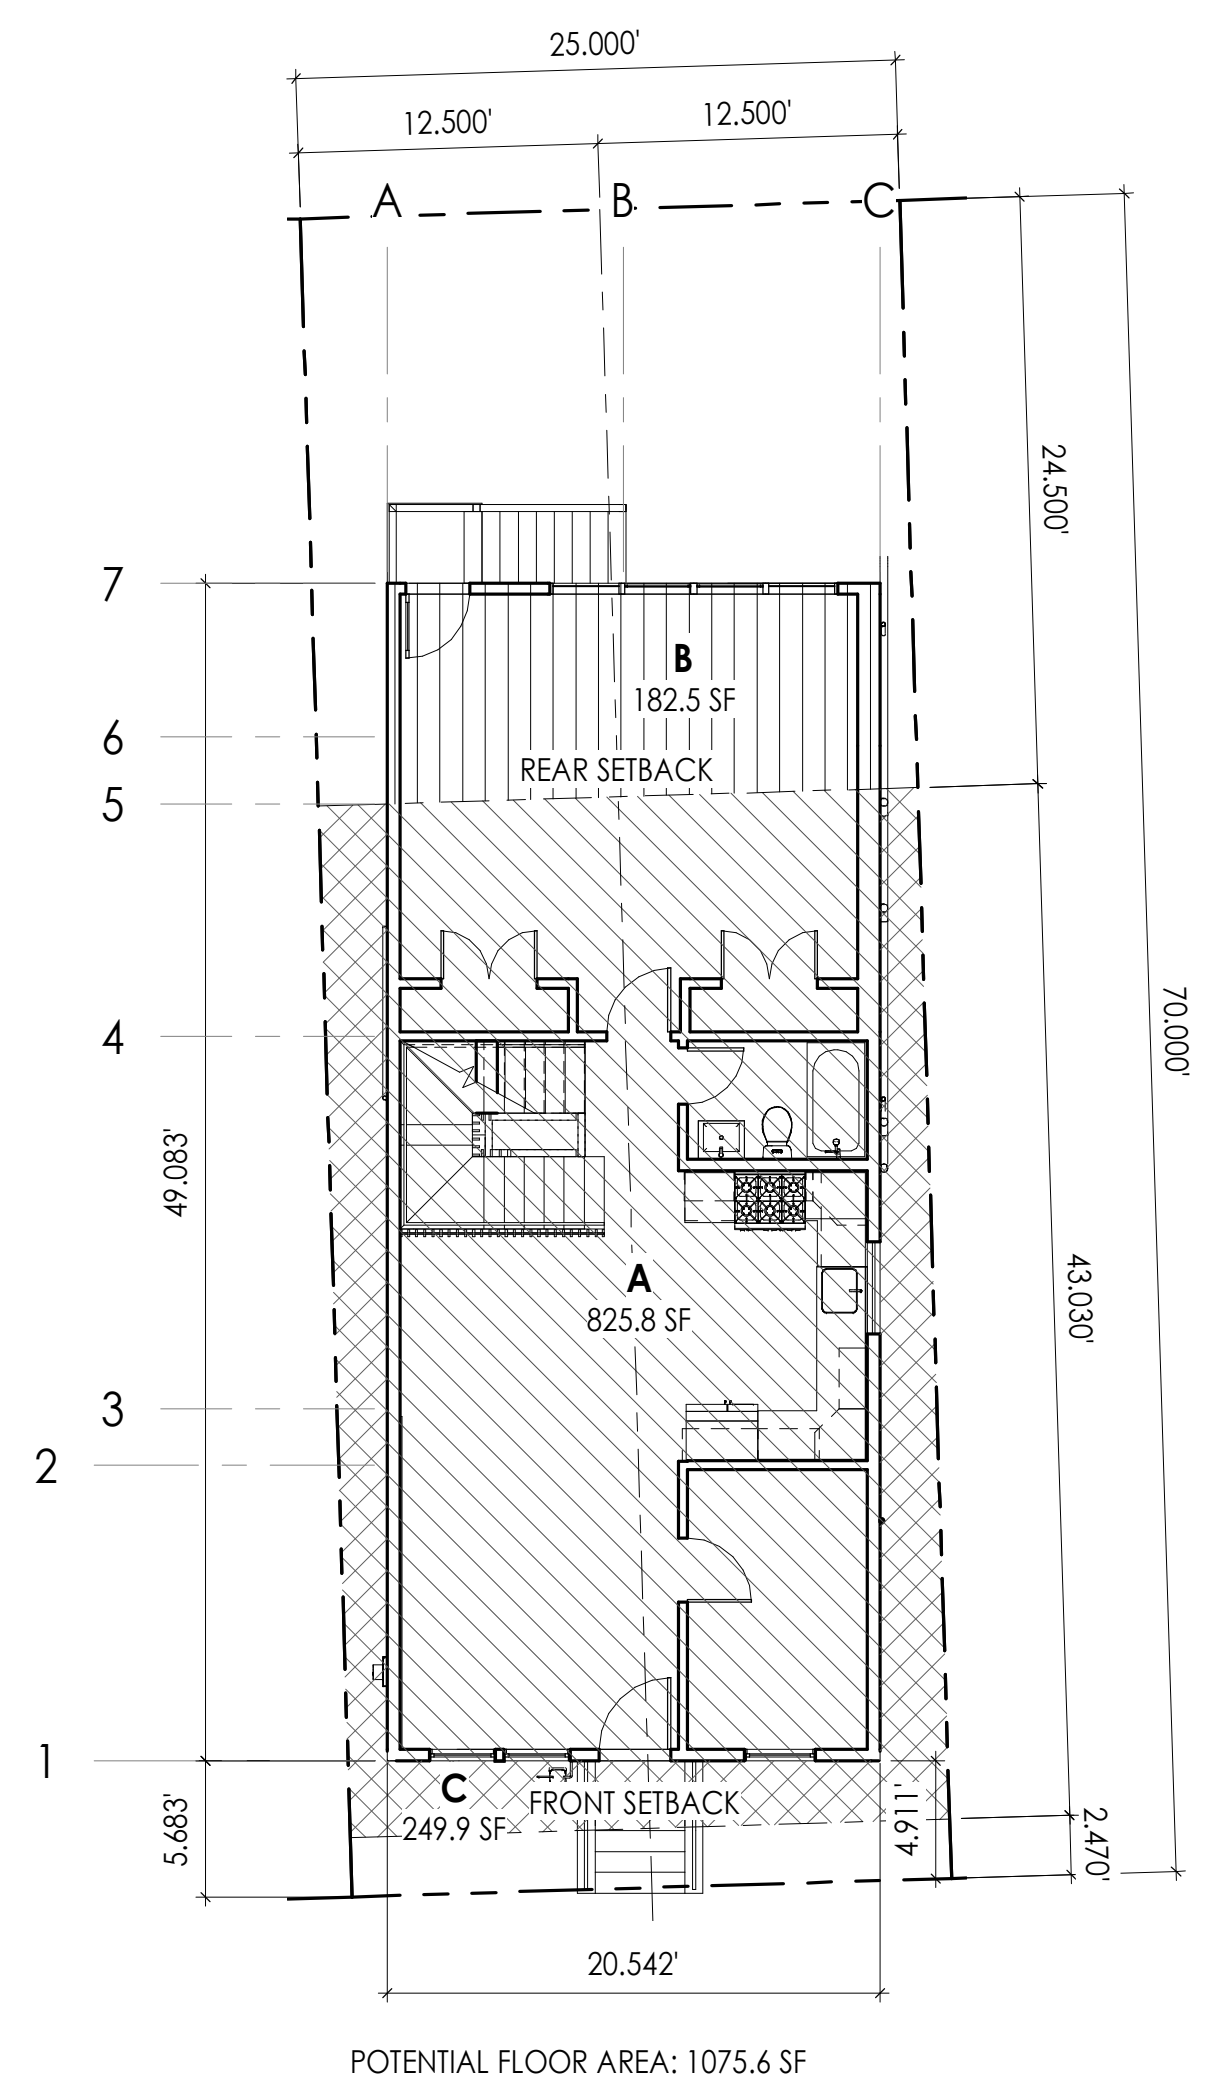 25.000'
12.500'
12.500'
A
B
C
24.500'
7
B
182.5 SF
6
REAR SETBACK
5
70.000'
4
49.083'
A
825.8 SF
43.030'
3
2
1
C
249.9 SF
FRONT SETBACK
5.683'
4.911'
2.470'
20.542'
POTENTIAL FLOOR AREA: 1075.6 SF